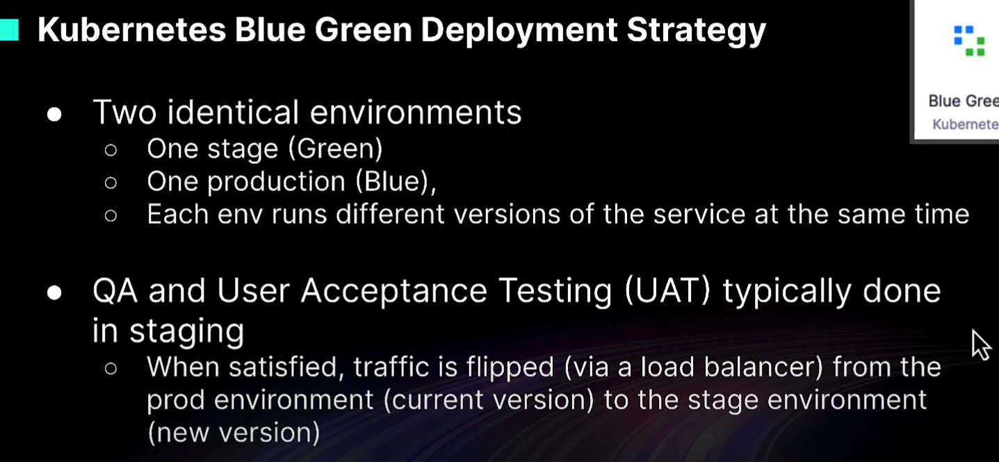 Kubernetes Blue Green Deployment Strategy
Blue Gree
Kubernete
● Two identical environments
○ One stage (Green)
○ One production (Blue),
○ Each env runs different versions of the service at the same time
● QA and User Acceptance Testing (UAT) typically done
in staging
○ When satisfied, traffic is flipped (via a load balancer) from the
prod environment (current version) to the stage environment
(new version)